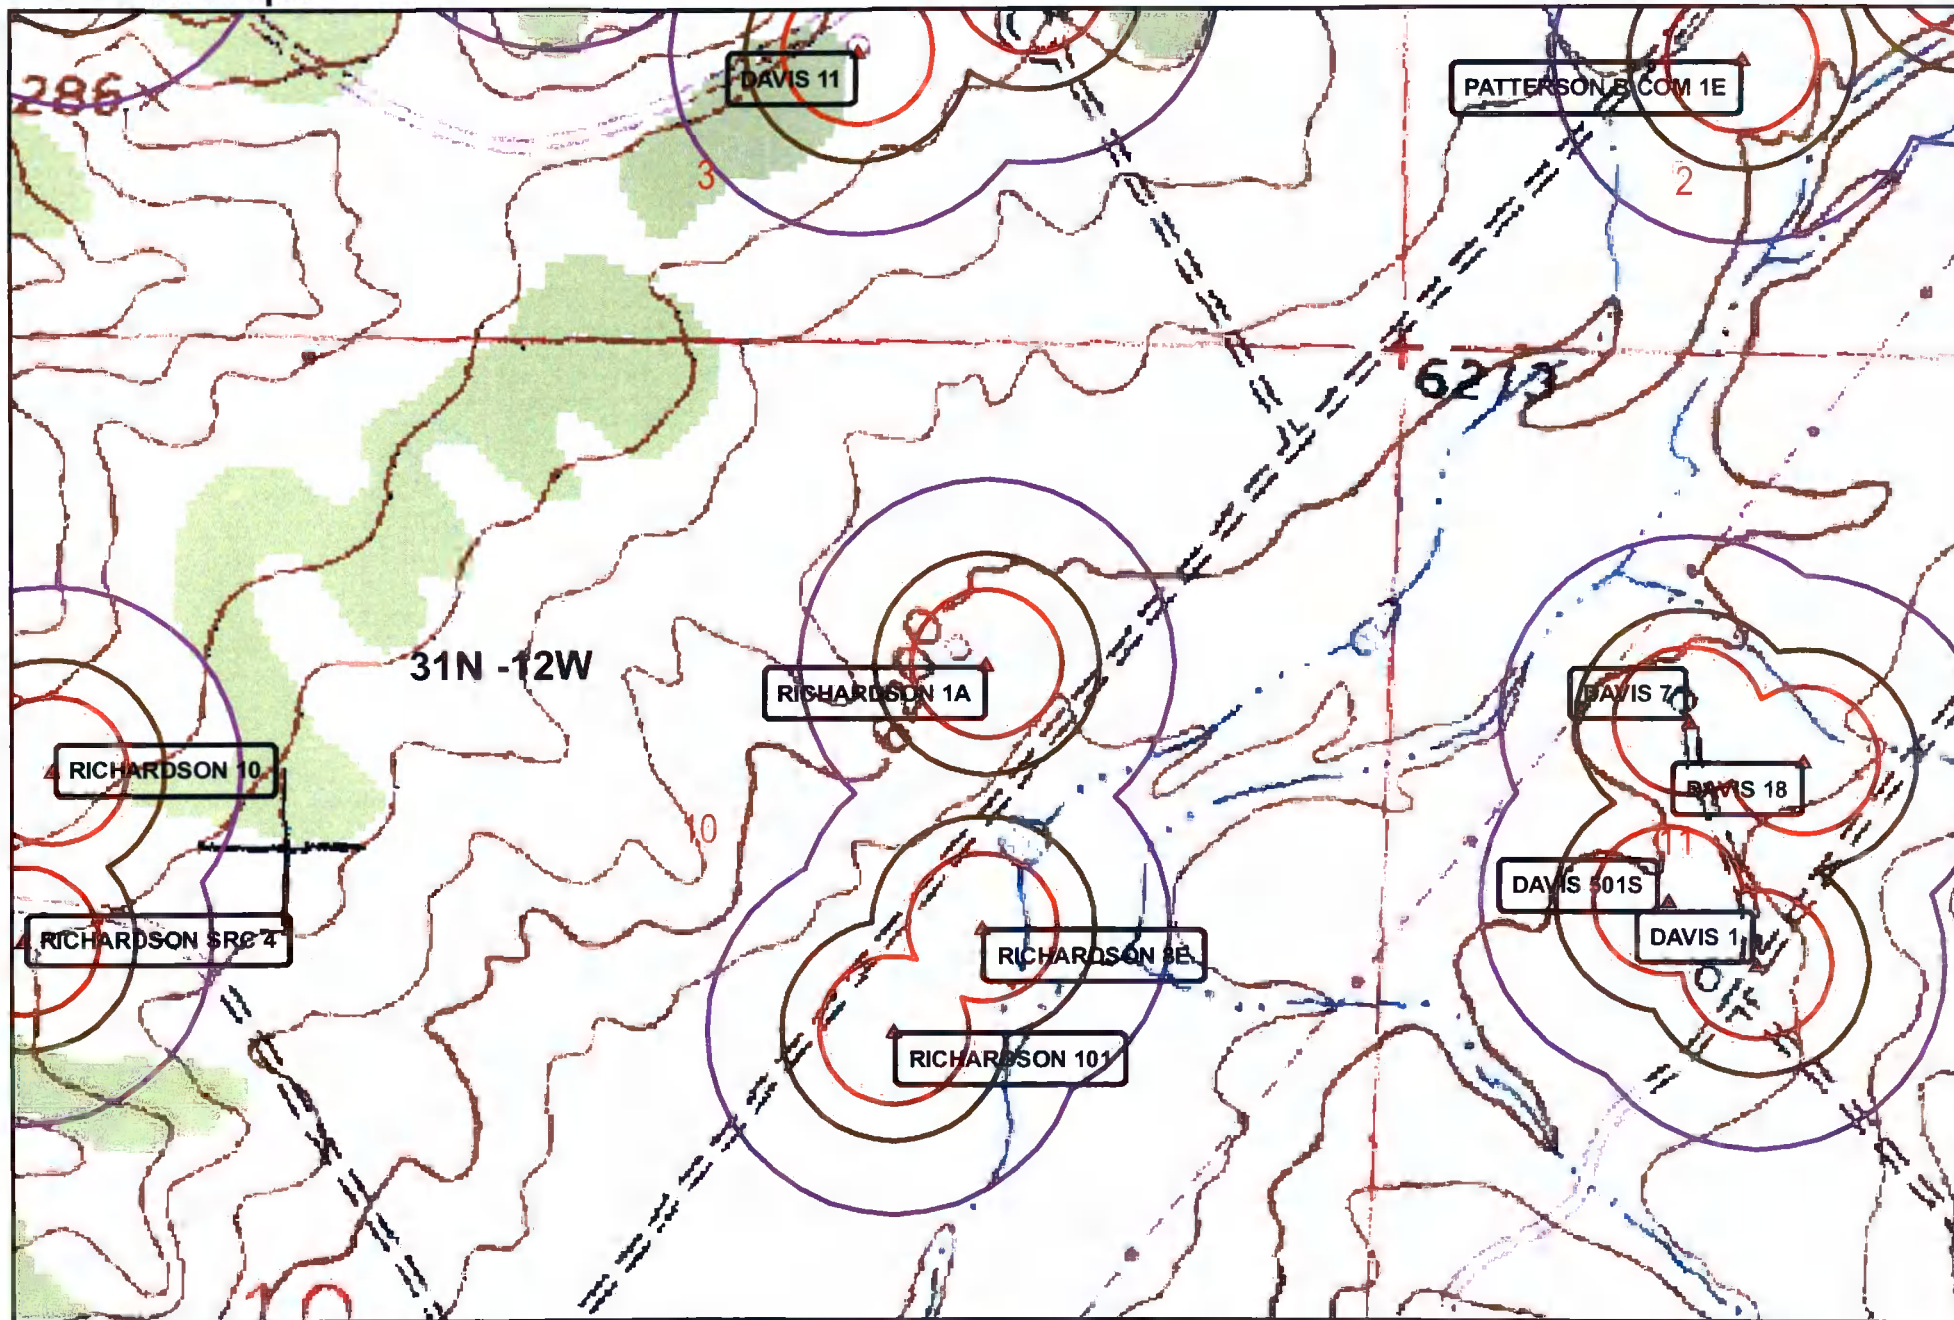 286
DAVIS 11
PATTERSON B COM 1E
3
2
6273
31N -12W
RICHARDSON 1A
DAVIS 7
RICHARDSON 10
DAVIS 18
10
11
DAVIS 501S
RICHARDSON SRC 4
DAVIS 1
RICHARDSON 8E
RICHARDSON 101
10